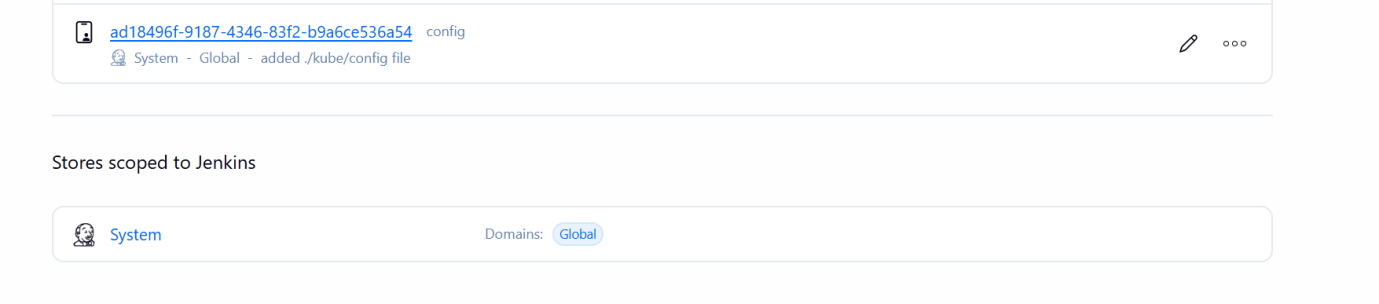 ad18496f-9187-4346-83f2-b9a6ce536a54 config
System - Global - added ./kube/config file
Stores scoped to Jenkins
System Domains: Global